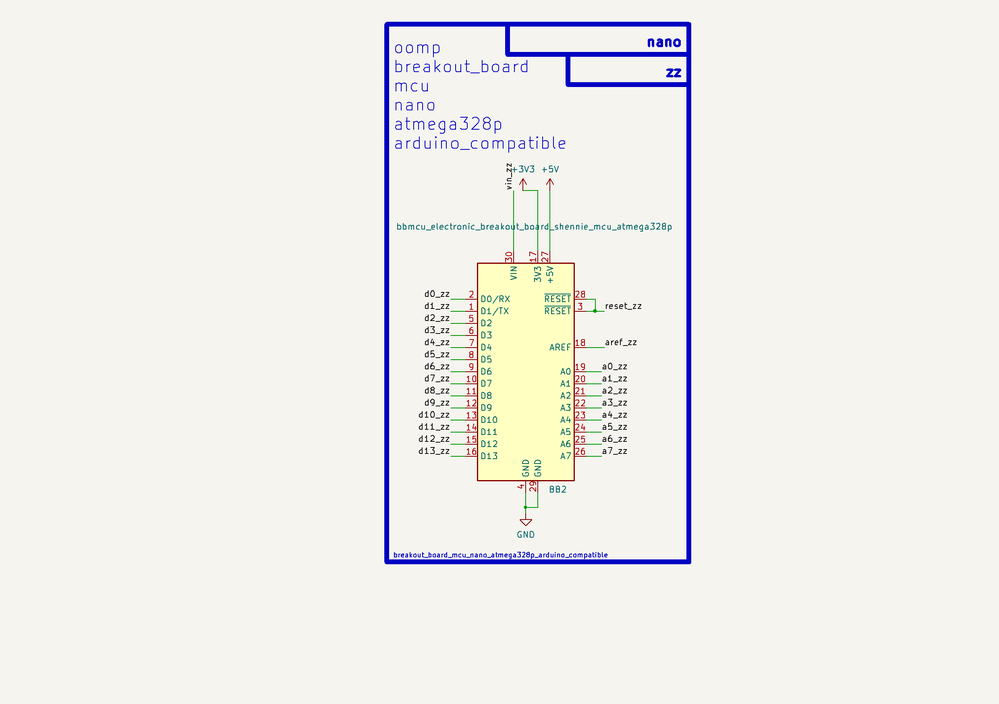 nano
zz
oomp
breakout_board
mcu
nano
atmega328p
arduino_compatible
vin_zz
+3V3
+5V
bbmcu_electronic_breakout_board_shennie_mcu_atmega328p
30
17
27
VIN
3V3
+5V
d0_zz 2 D0/RX
RESET 28
d1_zz 1 D1/TX
RESET 3 reset_zz
d2_zz 5 D2
d3_zz 6 D3
d4_zz 7 D4
AREF 18 aref_zz
d5_zz 8 D5
d6_zz 9 D6
A0 19 a0_zz
d7_zz 10 D7
A1 20 a1_zz
d8_zz 11 D8
A2 21 a2_zz
d9_zz 12 D9
A3 22 a3_zz
d10_zz 13 D10
A4 23 a4_zz
d11_zz 14 D11
A5 24 a5_zz
d12_zz 15 D12
A6 25 a6_zz
d13_zz 16 D13
A7 26 a7_zz
GND
GND
4
29
BB2
GND
breakout_board_mcu_nano_atmega328p_arduino_compatible